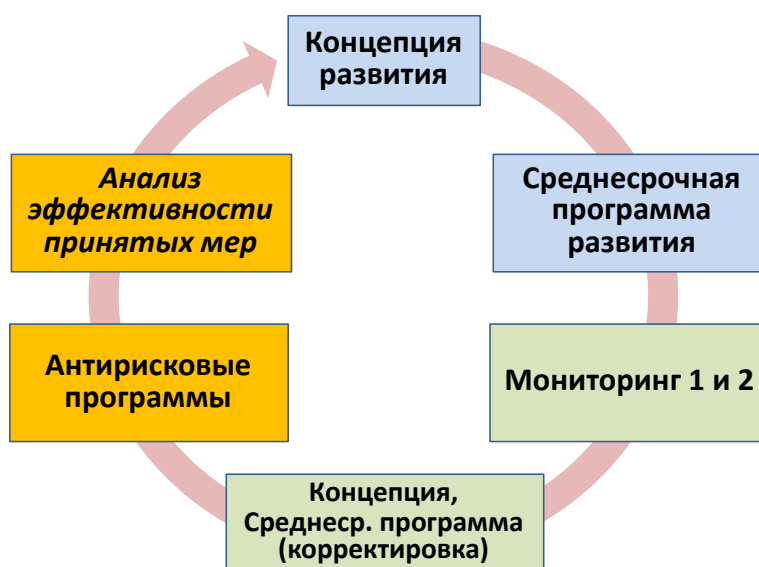 Концепция
развития
Среднесрочная
программа
развития
Мониторинг 1 и 2
Концепция,
Среднеср. программа
(корректировка)
Антирисковые
программы
Анализ
эффективности
принятых мер